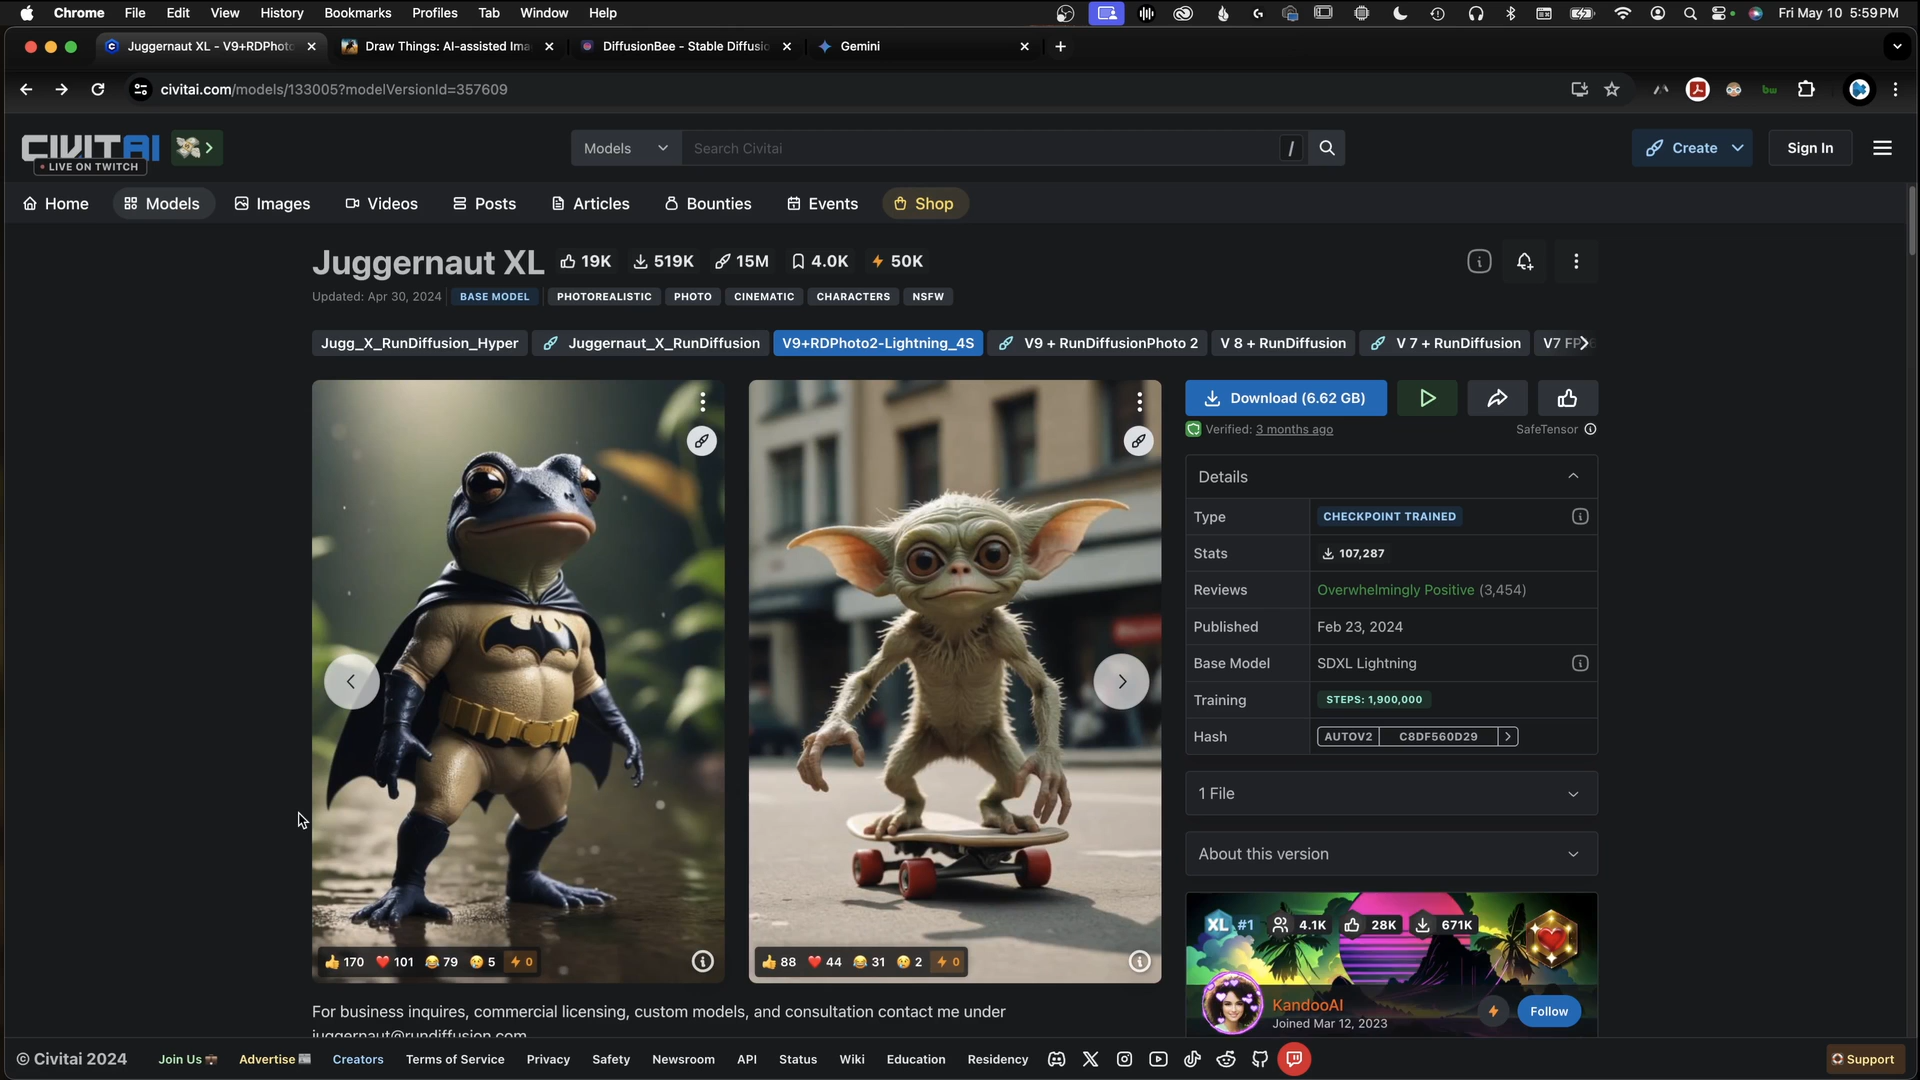 Chrome File Edit View History Bookmarks Profiles Tab Window Help Fri May 10 5:59 PM
Juggernaut XL - V9+RDPhoto Draw Things: AI-assisted Ima DiffusionBee - Stable Diffusio Gemini
civitai.com/models/133005?modelVersionId=357609
CIVITAI
LIVE ON TWITCH
Models Search Civitai / Create Sign In
Home Models Images Videos Posts Articles Bounties Events Shop
Juggernaut XL 19K 519K 15M 4.0K 50K
Updated: Apr 30, 2024 BASE MODEL PHOTOREALISTIC PHOTO CINEMATIC CHARACTERS NSFW
Jugg_X_RunDiffusion_Hyper Juggernaut_X_RunDiffusion V9+RDPhoto2-Lightning_4S V9 + RunDiffusionPhoto 2 V 8 + RunDiffusion V 7 + RunDiffusion V7
Download (6.62 GB)
Verified: 3 months ago SafeTensor
Details
Type CHECKPOINT TRAINED
Stats 107,287
Reviews Overwhelmingly Positive (3,454)
Published Feb 23, 2024
Base Model SDXL Lightning
Training STEPS: 1,900,000
Hash AUTOV2 C8DF560D29
1 File
About this version
XL #1 4.1K 28K 671K
170 101 79 5 0
88 44 31 2 0
KandooAI Follow
Joined Mar 12, 2023
For business inquires, commercial licensing, custom models, and consultation contact me under
juggernaut@rundiffusion.com
© Civitai 2024 Join Us Advertise Creators Terms of Service Privacy Safety Newsroom API Status Wiki Education Residency Support